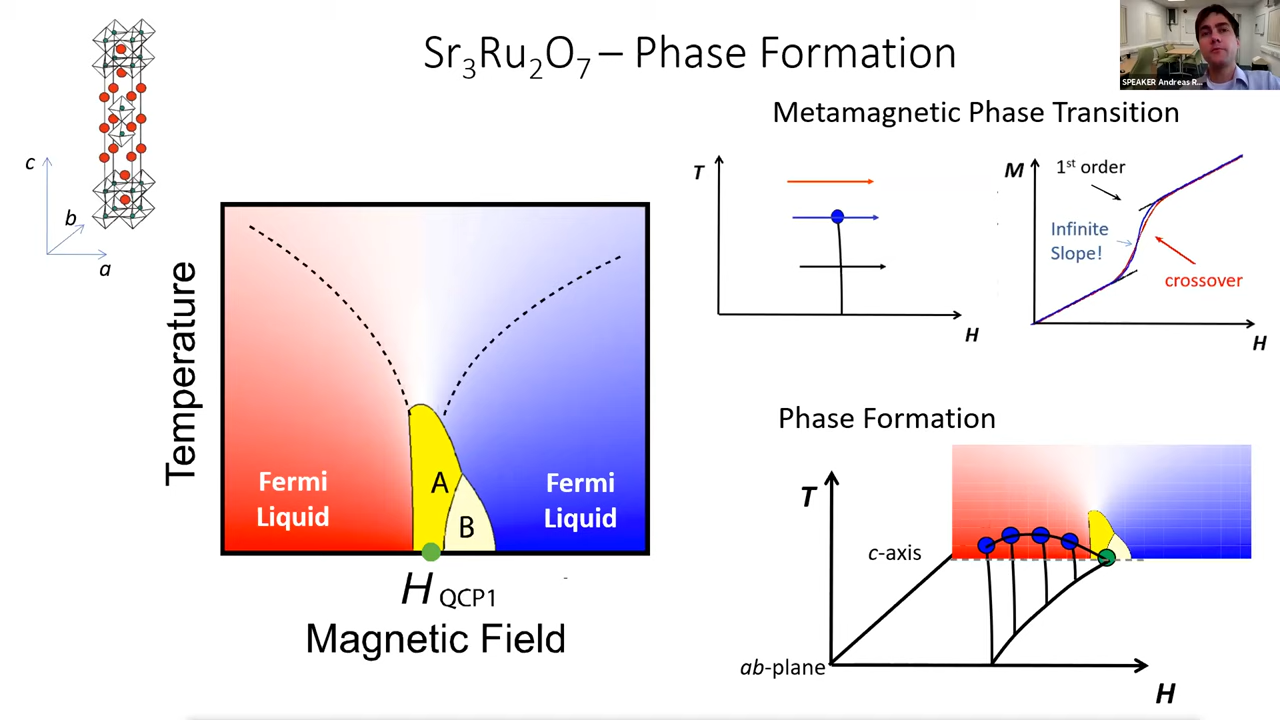 Sr₃Ru₂O₇ – Phase Formation
SPEAKER Andreas R...
c
b
a
Temperature
Fermi
Liquid
A
B
Fermi
Liquid
H QCP1
Magnetic Field
Metamagnetic Phase Transition
T
H
M
1st order
Infinite
Slope!
crossover
H
Phase Formation
T
c-axis
ab-plane
H